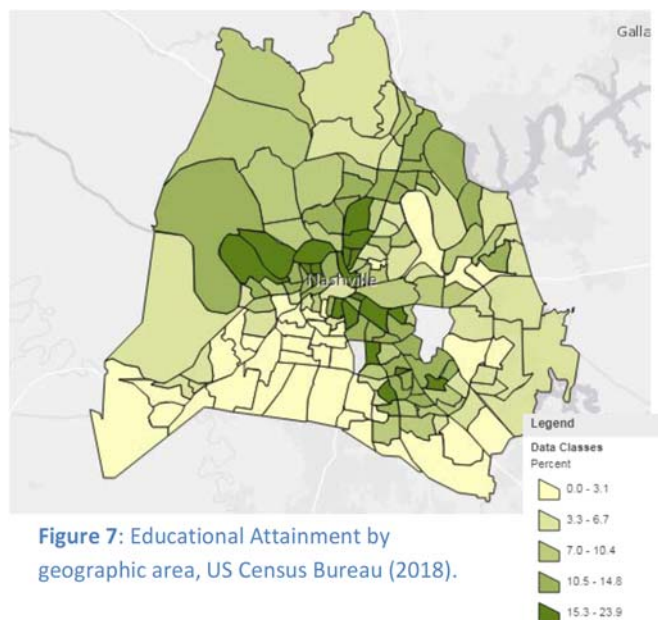 Galla
Nashville
Legend
Data Classes
Percent
0.0 - 3.1
3.3 - 6.7
7.0 - 10.4
10.5 - 14.8
15.3 - 23.9
Figure 7: Educational Attainment by
geographic area, US Census Bureau (2018).